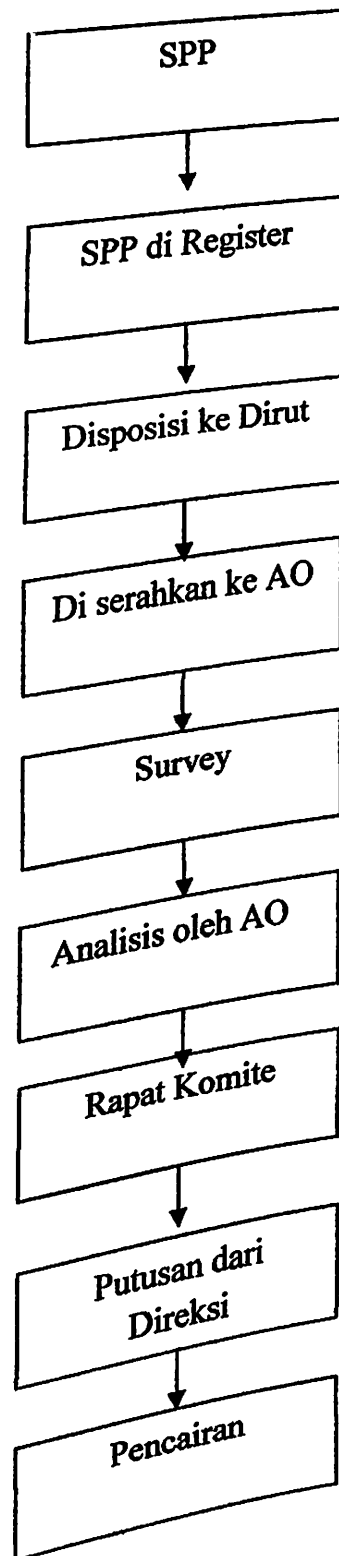 SPP
SPP di Register
Disposisi ke Dirut
Di serahkan ke AO
Survey
Analisis oleh AO
Rapat Komite
Putusan dari
Direksi
Pencairan